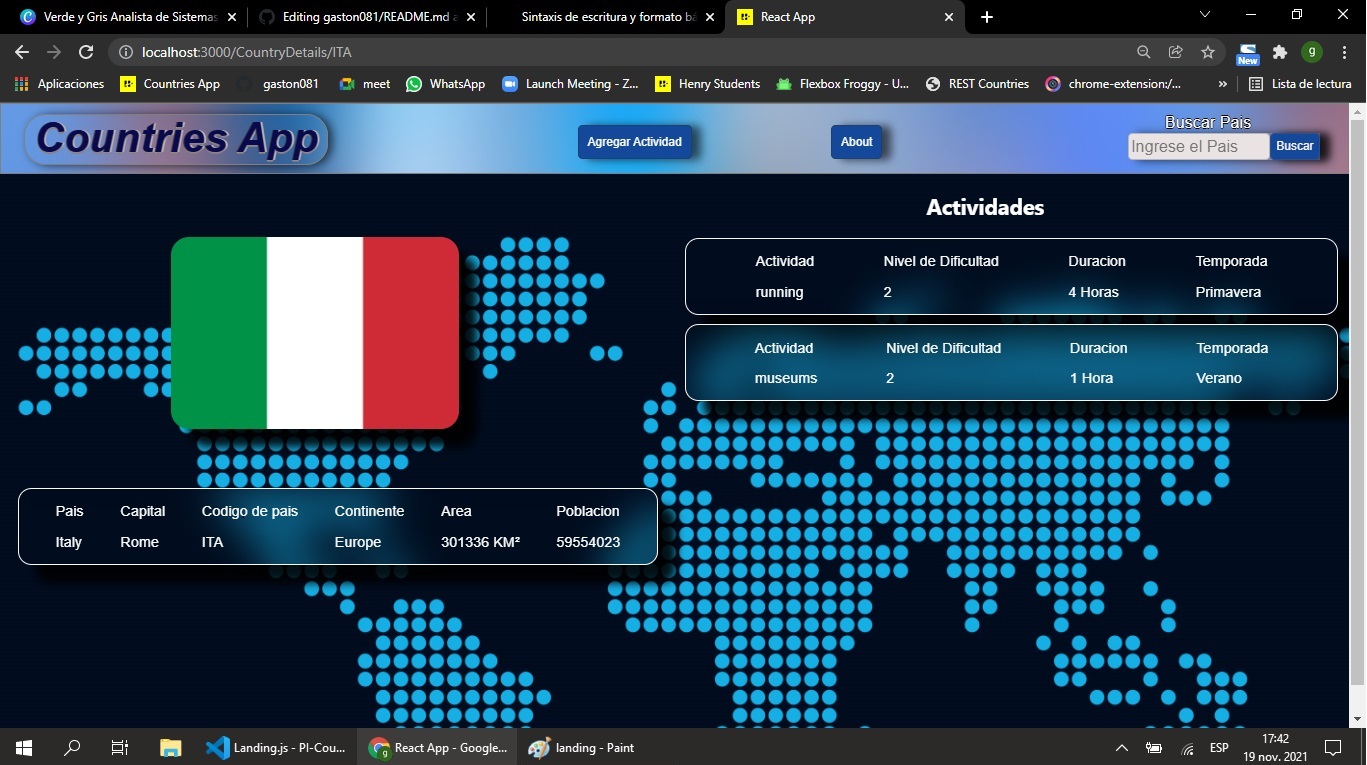 Verde y Gris Analista de Sistemas
Editing gaston081/README.md a
Sintaxis de escritura y formato bá
React App
localhost:3000/CountryDetails/ITA
New
g
Aplicaciones
Countries App
gaston081
meet
WhatsApp
Launch Meeting - Z...
Henry Students
Flexbox Froggy - U...
REST Countries
chrome-extension:/...
»
Lista de lectura
Countries App
Agregar Actividad
About
Buscar Pais
Ingrese el Pais
Buscar
Actividades
Actividad Nivel de Dificultad Duracion Temporada
running 2 4 Horas Primavera
Actividad Nivel de Dificultad Duracion Temporada
museums 2 1 Hora Verano
Pais Capital Codigo de pais Continente Area Poblacion
Italy Rome ITA Europe 301336 KM² 59554023
Landing.js - PI-Cou...
React App - Google...
landing - Paint
ESP
17:42
19 nov. 2021